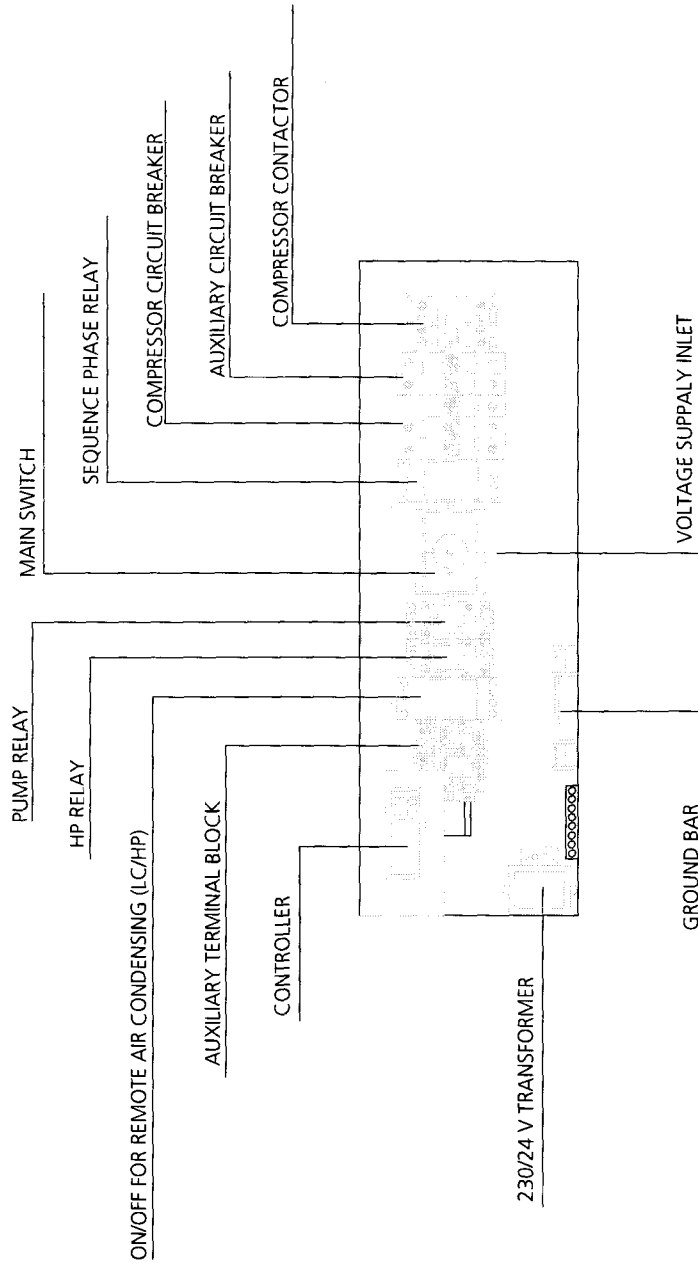 MAIN SWITCH
SEQUENCE PHASE RELAY
COMPRESSOR CIRCUIT BREAKER
AUXILIARY CIRCUIT BREAKER
COMPRESSOR CONTACTOR
PUMP RELAY
HP RELAY
ON/OFF FOR REMOTE AIR CONDENSING (LC/HP)
AUXILIARY TERMINAL BLOCK
CONTROLLER
230/24 V TRANSFORMER
GROUND BAR
VOLTAGE SUPPALY INLET